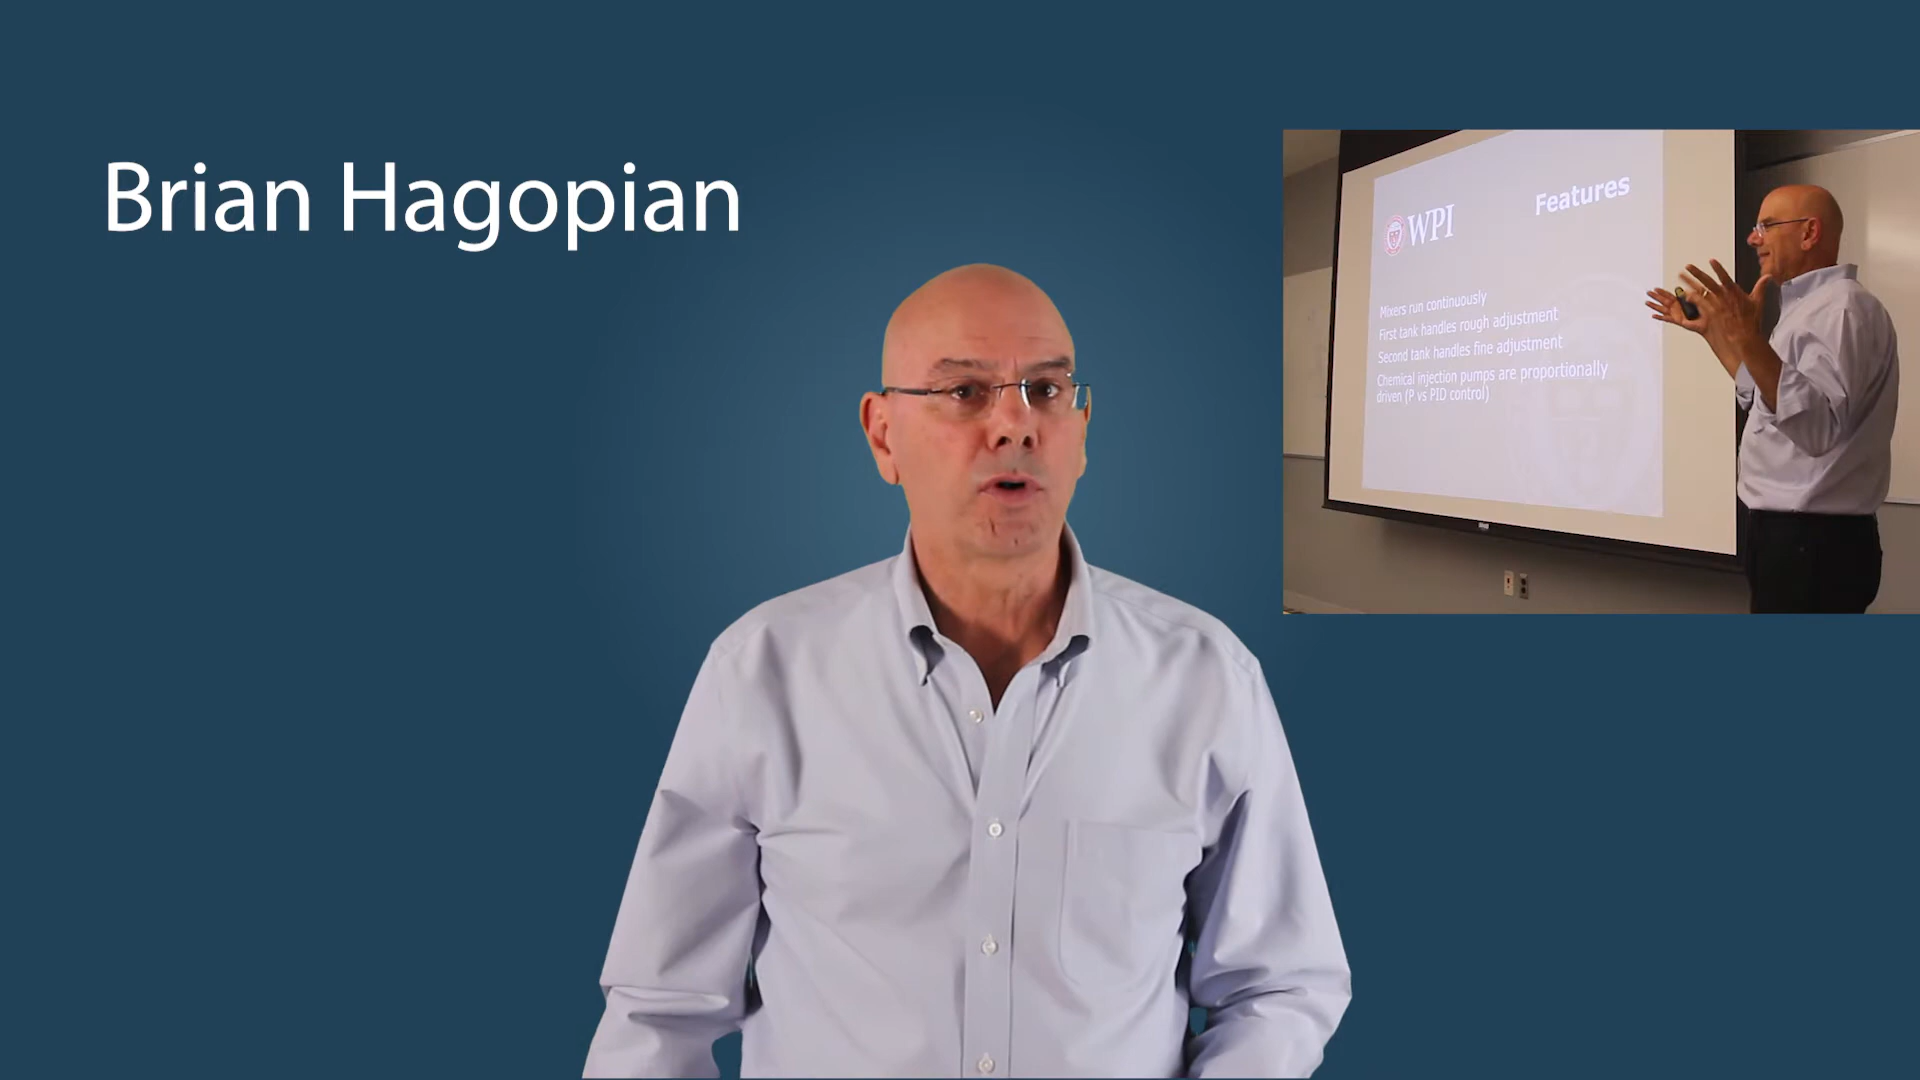 Brian Hagopian
WPI
Features
Mixers run continuously
First tank handles rough adjustment
Second tank handles fine adjustment
Chemical injection pumps are proportionally
driven (P vs PID control)